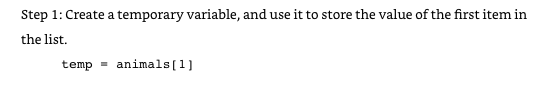 Step 1: Create a temporary variable, and use it to store the value of the first item in
the list.
temp = animals[1]